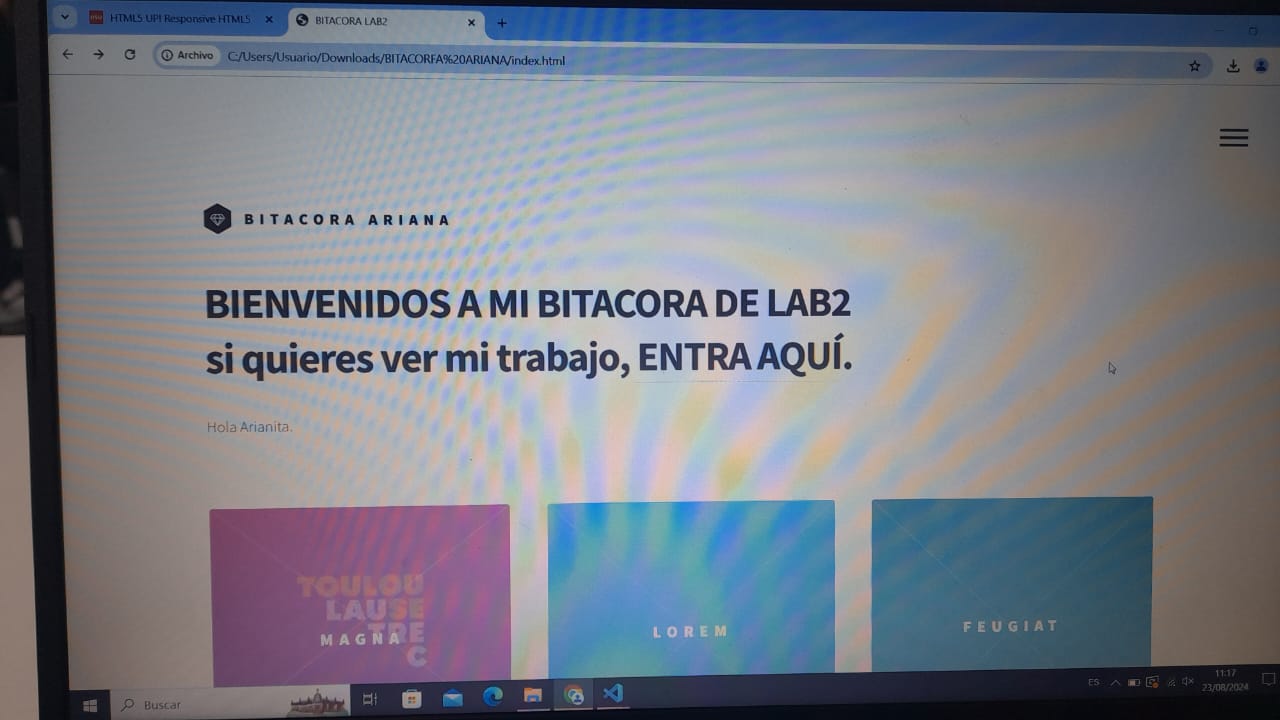 HTML5 UP! Responsive HTML5
BITACORA LAB2
Archivo
C:/Users/Usuario/Downloads/BITACORFA%20ARIANA/index.html
BITACORA ARIANA
BIENVENIDOS A MI BITACORA DE LAB2
si quieres ver mi trabajo, ENTRA AQUÍ.
Hola Arianita.
TOULOU
LAUSE
TRE
C
MAGNA
LOREM
FEUGIAT
Buscar
ES
11:17
23/08/2024